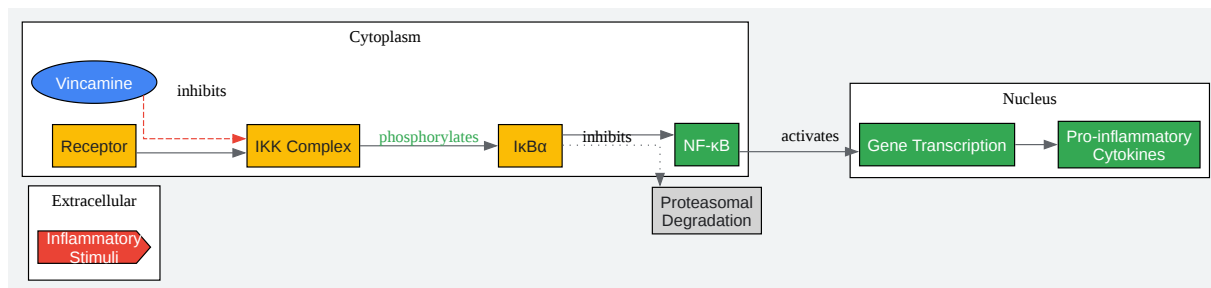 Cytoplasm
Vincamine
inhibits
Receptor
IKK Complex
phosphorylates
IκBα
inhibits
NF-κB
activates
Nucleus
Gene Transcription
Pro-inflammatory
Cytokines
Proteasomal
Degradation
Extracellular
Inflammatory
Stimuli